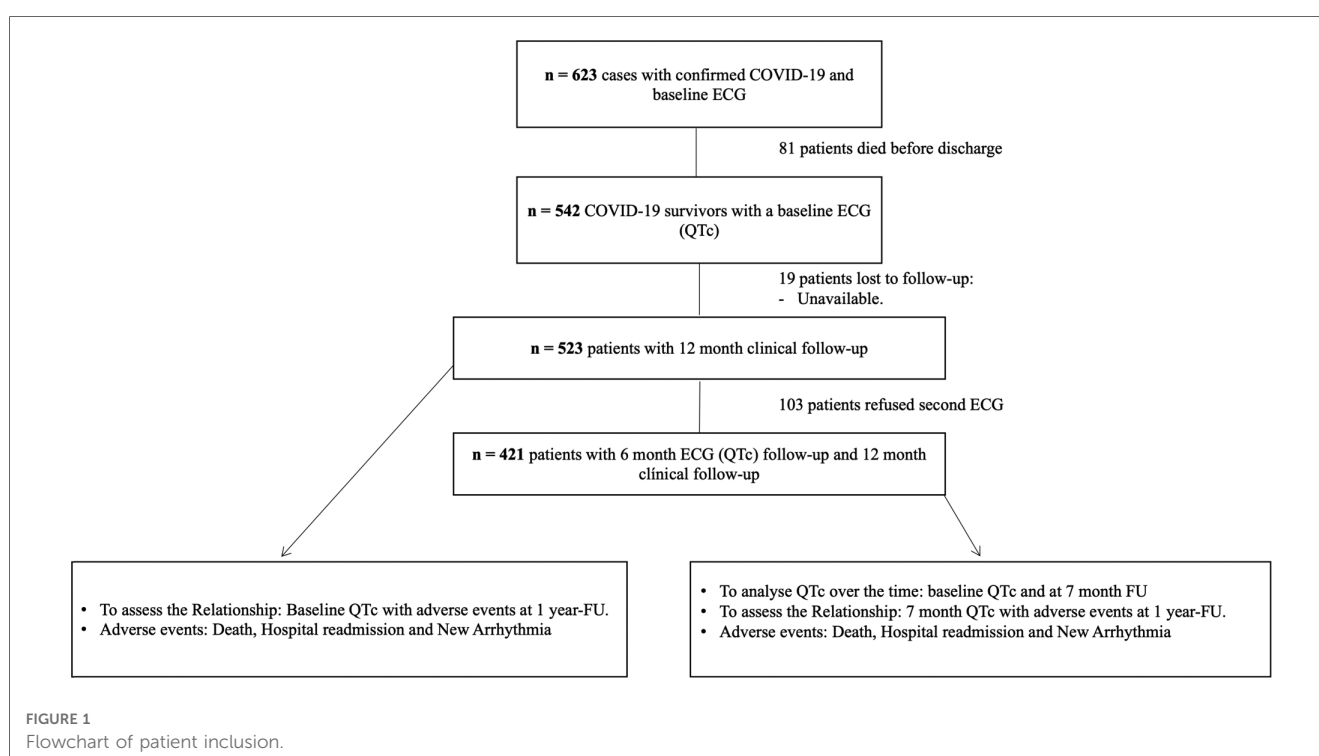 n = 623 cases with confirmed COVID-19 and
baseline ECG
81 patients died before discharge
n = 542 COVID-19 survivors with a baseline ECG
(QTc)
19 patients lost to follow-up:
- Unavailable.
n = 523 patients with 12 month clinical follow-up
103 patients refused second ECG
n = 421 patients with 6 month ECG (QTc) follow-up and 12 month
clínical follow-up
• To assess the Relationship: Baseline QTc with adverse events at 1 year-FU.
• Adverse events: Death, Hospital readmission and New Arrhythmia
• To analyse QTc over the time: baseline QTc and at 7 month FU
• To assess the Relationship: 7 month QTc with adverse events at 1 year-FU.
• Adverse events: Death, Hospital readmission and New Arrhythmia
FIGURE 1
Flowchart of patient inclusion.